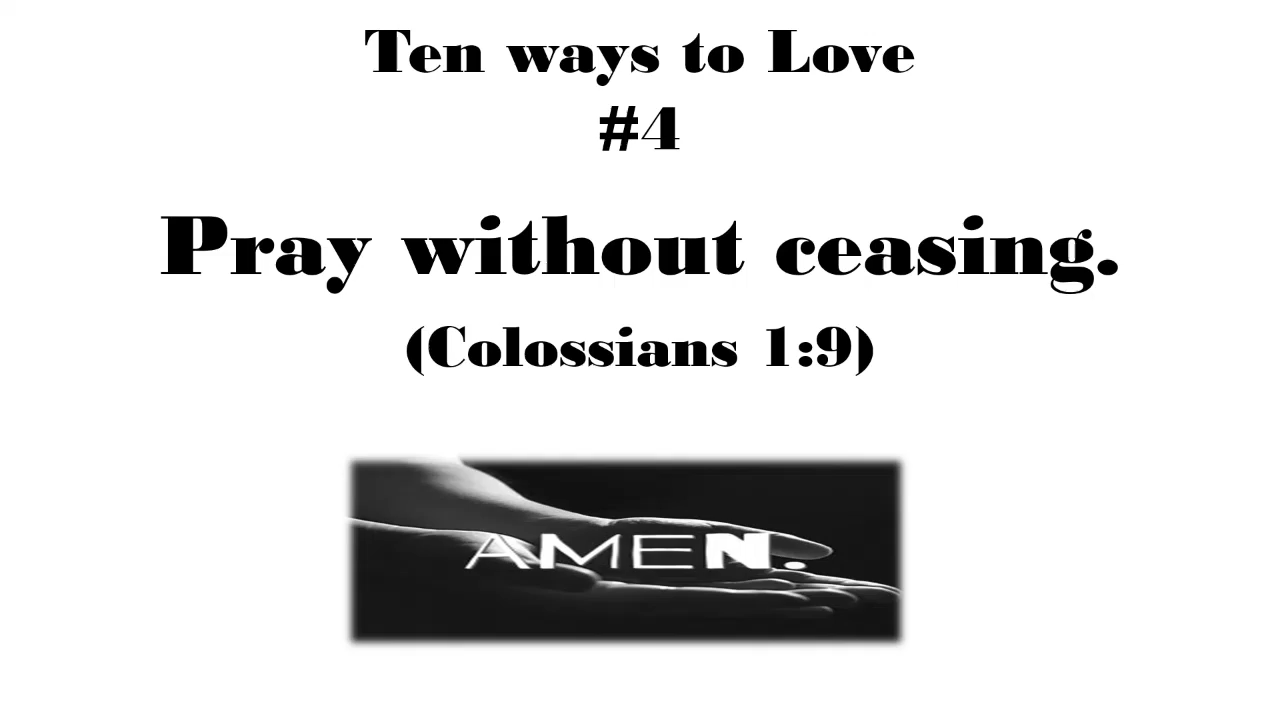 Ten ways to Love
#4
Pray without ceasing.
(Colossians 1:9)
AMEN.